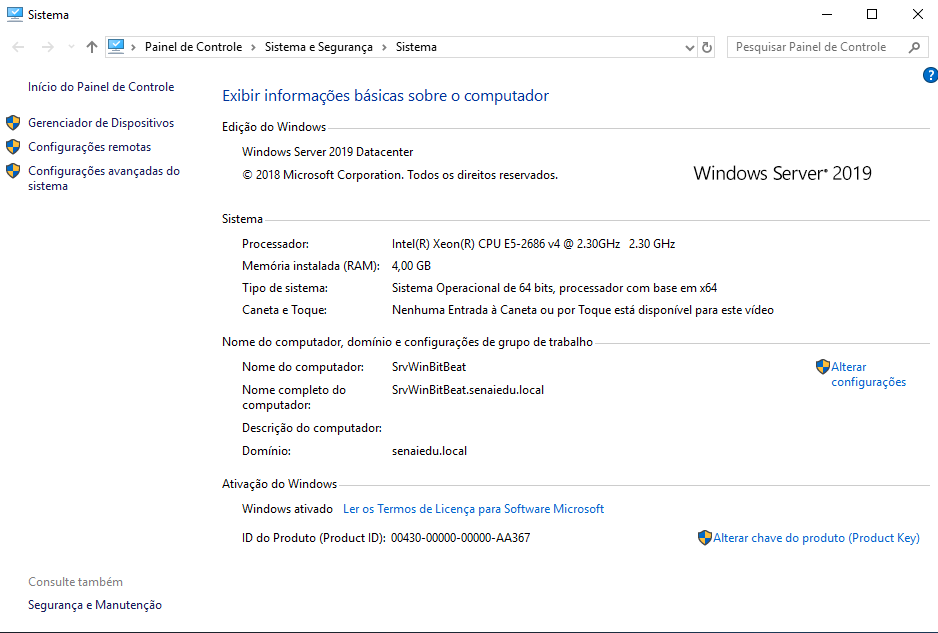 Sistema
Painel de Controle > Sistema e Segurança > Sistema
Pesquisar Painel de Controle
?
Início do Painel de Controle
Gerenciador de Dispositivos
Configurações remotas
Configurações avançadas do
sistema
Exibir informações básicas sobre o computador
Edição do Windows
Windows Server 2019 Datacenter
© 2018 Microsoft Corporation. Todos os direitos reservados.
Windows Server® 2019
Sistema
Processador: Intel(R) Xeon(R) CPU E5-2686 v4 @ 2.30GHz 2.30 GHz
Memória instalada (RAM): 4,00 GB
Tipo de sistema: Sistema Operacional de 64 bits, processador com base em x64
Caneta e Toque: Nenhuma Entrada à Caneta ou por Toque está disponível para este vídeo
Nome do computador, domínio e configurações de grupo de trabalho
Nome do computador: SrvWinBitBeat
Alterar
configurações
Nome completo do
computador:
SrvWinBitBeat.senaiedu.local
Descrição do computador:
Domínio: senaiedu.local
Ativação do Windows
Windows ativado Ler os Termos de Licença para Software Microsoft
ID do Produto (Product ID): 00430-00000-00000-AA367
Alterar chave do produto (Product Key)
Consulte também
Segurança e Manutenção